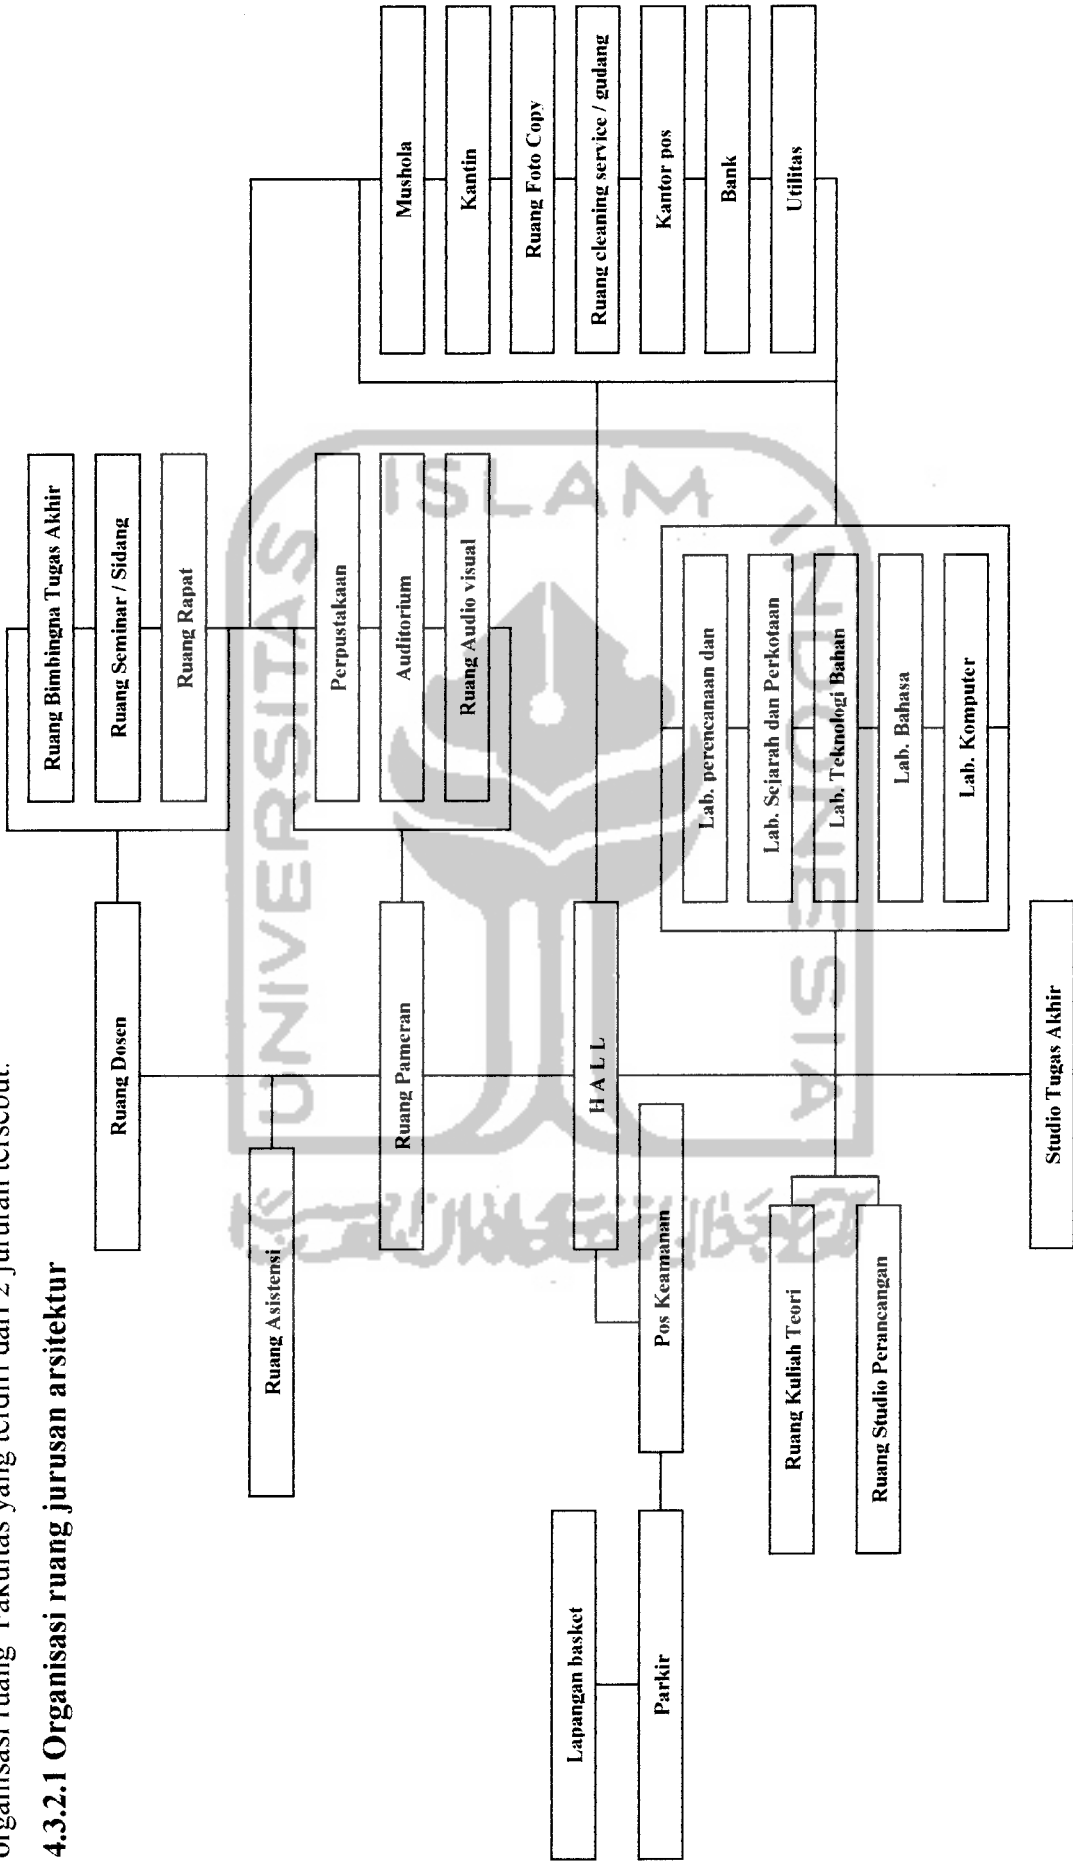 organisasi ruang Fakultas yang terdiri dari 2 jurusan tersebut.
4.3.2.1 Organisasi ruang jurusan arsitektur
Ruang Bimbingna Tugas Akhir
Ruang Dosen
Ruang Seminar / Sidang
Ruang Rapat
Ruang Asistensi
Perpustakaan
Ruang Pameran
Auditorium
Mushola
Ruang Audio visual
Kantin
Ruang Foto Copy
Lapangan basket
H A L L
Ruang cleaning service / gudang
Parkir
Pos Keamanan
Kantor pos
Lab. perencanaan dan
Bank
Lab. Sejarah dan Perkotaan
Ruang Kuliah Teori
Utilitas
Lab. Teknologi Bahan
Ruang Studio Perancangan
Lab. Bahasa
Lab. Komputer
Studio Tugas Akhir
UNIVERSITAS
ISLAM
INDONESIA